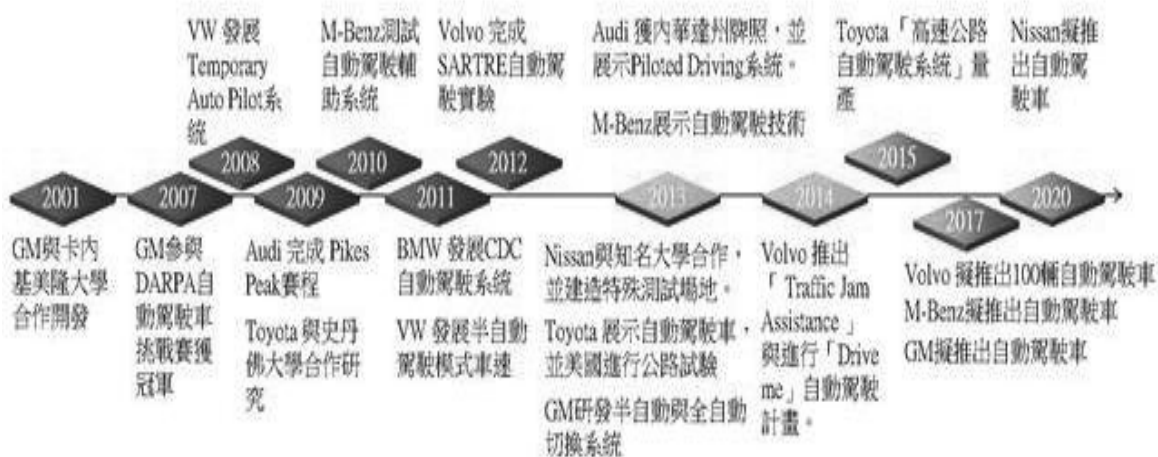 VW 發展
Temporary
Auto Pilot系
統
M-Benz測試
自動駕駛輔
助系統
Volvo 完成
SARTRE自動駕
駛實驗
Audi 獲內華達州牌照，並
展示Piloted Driving系統。
M-Benz展示自動駕駛技術
Toyota「高速公路
自動駕駛系統」量
產
Nissan擬推
出自動駕
駛車
2001
2007
2008
2009
2010
2011
2012
2013
2014
2015
2017
2020
GM與卡內
基美隆大學
合作開發
GM參與
DARPA自
動駕駛車
挑戰賽獲
冠軍
Audi 完成 Pikes
Peak賽程
Toyota 與史丹
佛大學合作研
究
BMW 發展CDC
自動駕駛系統
VW 發展半自動
駕駛模式車速
Nissan與知名大學合作，
並建造特殊測試場地。
Toyota 展示自動駕駛車，
並美國進行公路試驗
GM研發半自動與全自動
切換系統
Volvo 推出
「 Traffic Jam
Assistance 」
與進行「Drive
me」自動駕駛
計畫。
Volvo 擬推出100輛自動駕駛車
M-Benz擬推出自動駕駛車
GM擬推出自動駕駛車